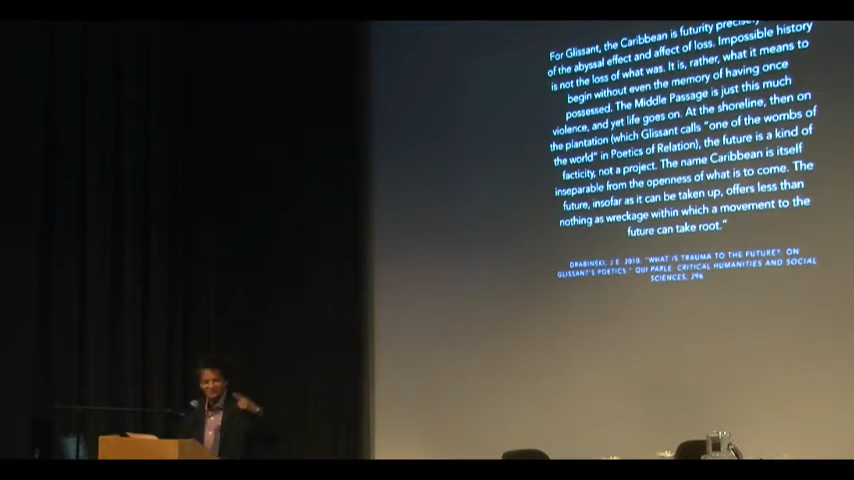 For Glissant, the Caribbean is futurity precisely
of the abyssal effect and affect of loss. Impossible history
is not the loss of what was. It is, rather, what it means to
begin without even the memory of having once
possessed. The Middle Passage is just this much
violence, and yet life goes on. At the shoreline, then on
the plantation (which Glissant calls “one of the wombs of
the world” in Poetics of Relation), the future is a kind of
facticity, not a project. The name Caribbean is itself
inseparable from the openness of what is to come. The
future, insofar as it can be taken up, offers less than
nothing as wreckage within which a movement to the
future can take root.”
DRABINSKI, J.E. 2010. “WHAT IS TRAUMA TO THE FUTURE?: ON
GLISSANT'S POETICS.” QUI PARLE: CRITICAL HUMANITIES AND SOCIAL
SCIENCES, 296